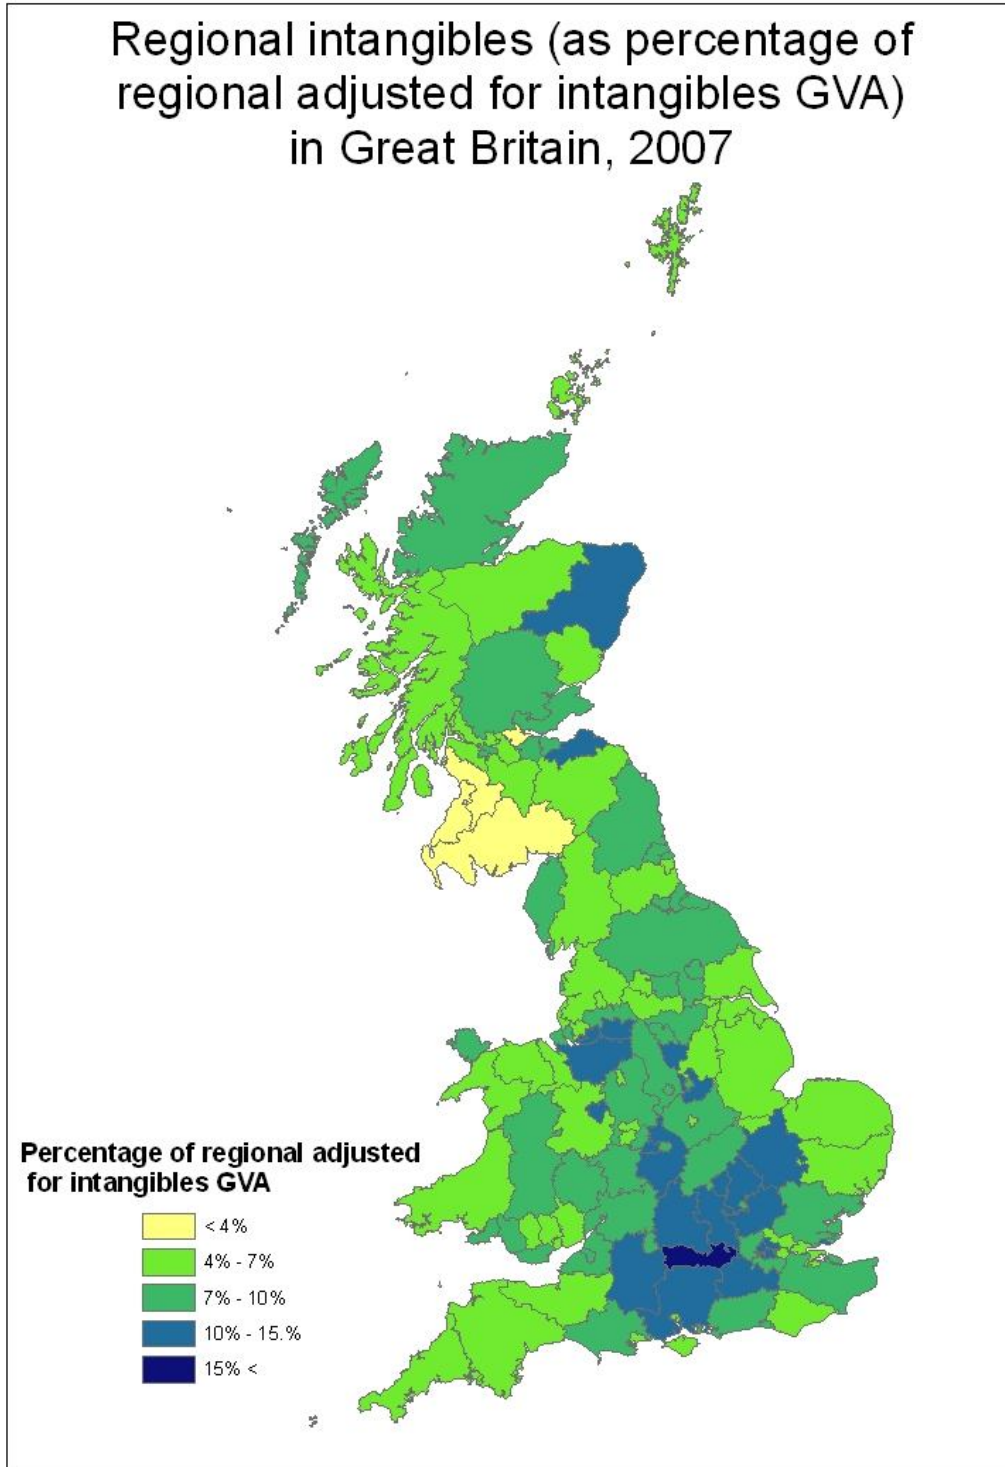 Regional intangibles (as percentage of
regional adjusted for intangibles GVA)
in Great Britain, 2007
Percentage of regional adjusted
for intangibles GVA
< 4%
4% - 7%
7% - 10%
10% - 15.%
15% <